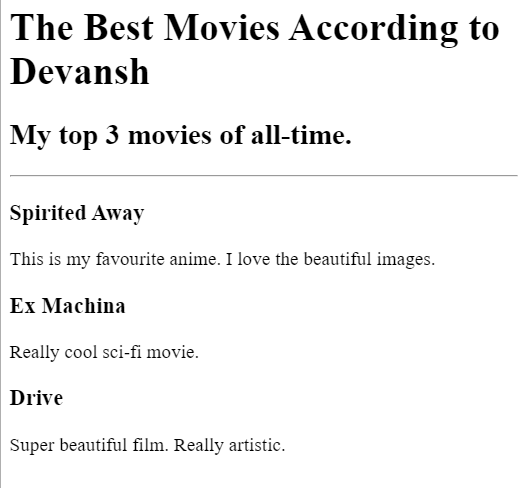 The Best Movies According to
Devansh
My top 3 movies of all-time.
Spirited Away
This is my favourite anime. I love the beautiful images.
Ex Machina
Really cool sci-fi movie.
Drive
Super beautiful film. Really artistic.